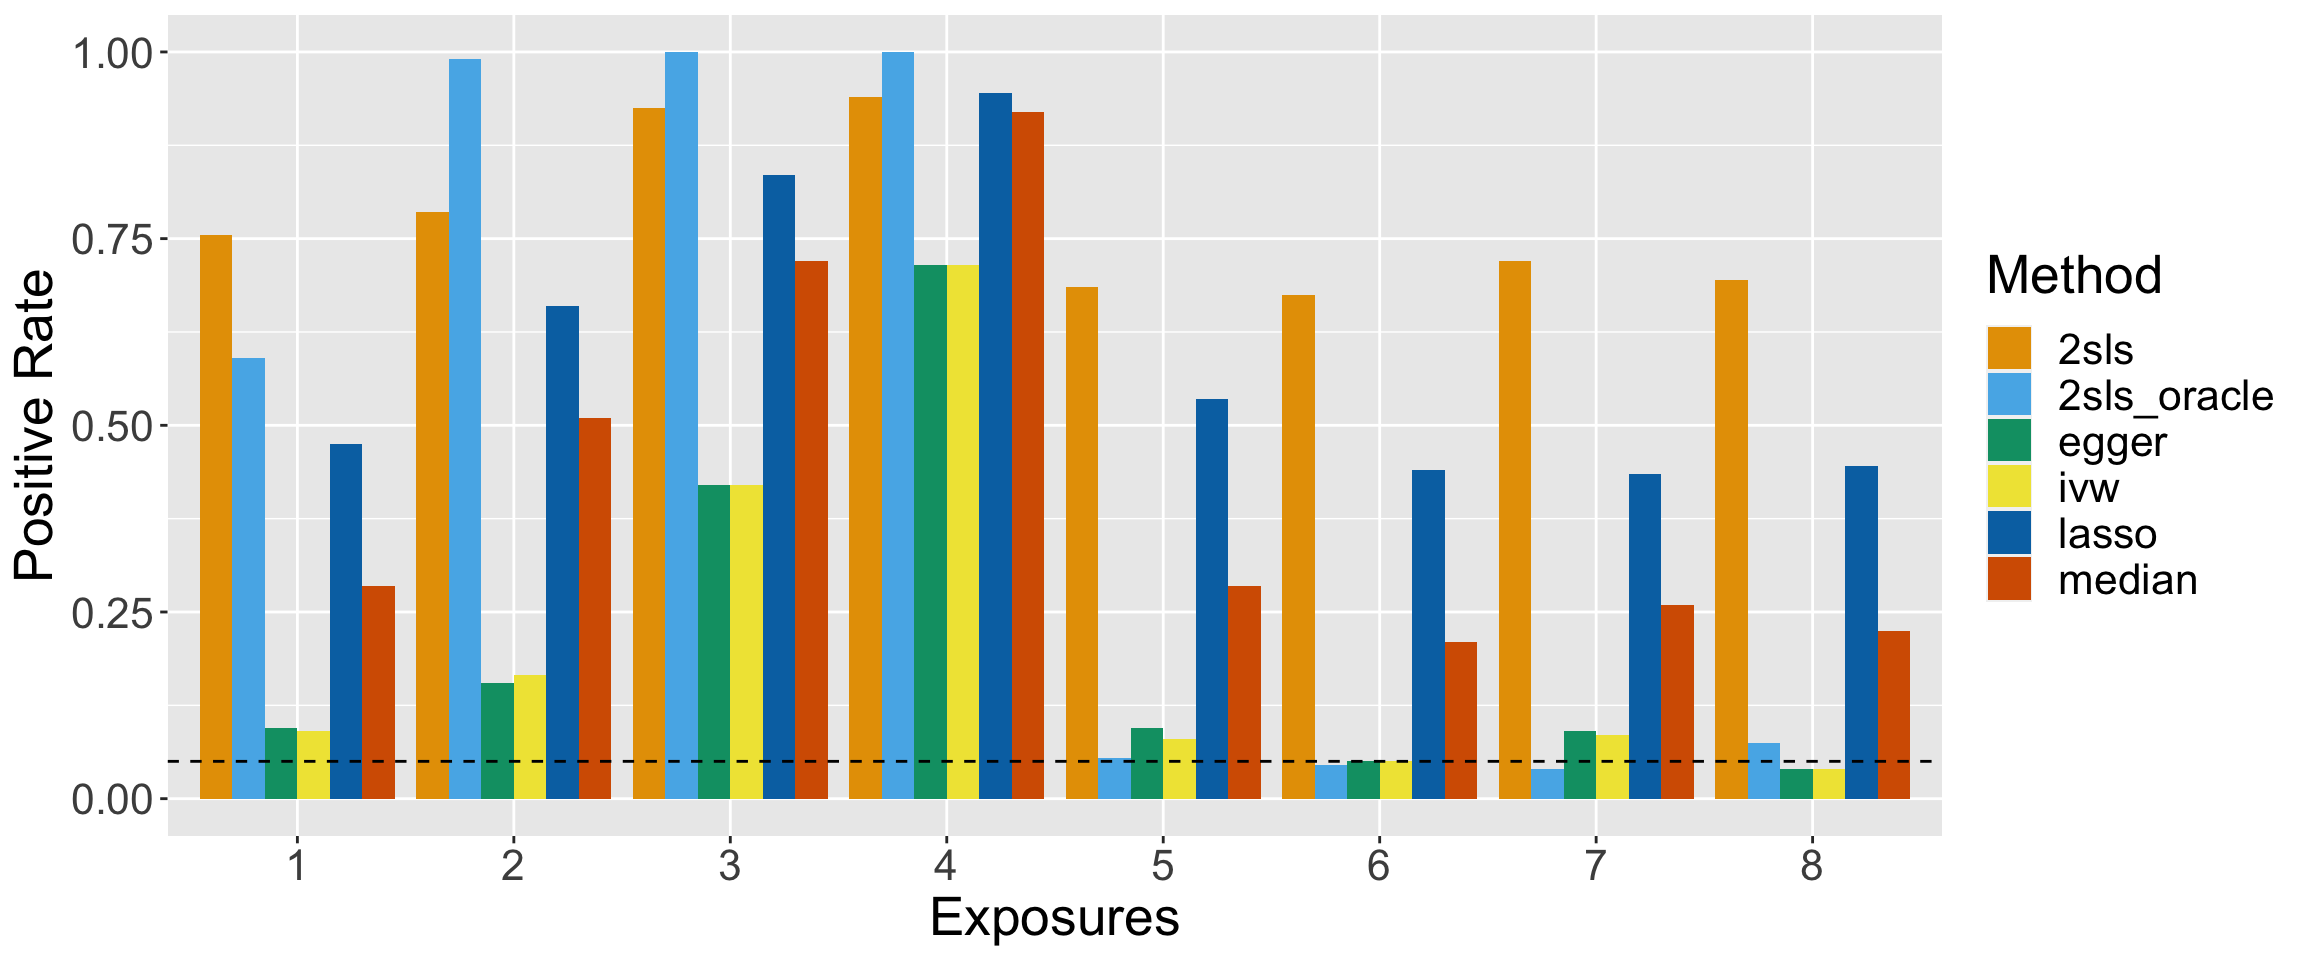 Positive Rate
1.00
0.75
0.50
0.25
0.00
1 2 3 4 5 6 7 8
Exposures
Method
2sls
2sls_oracle
egger
ivw
lasso
median